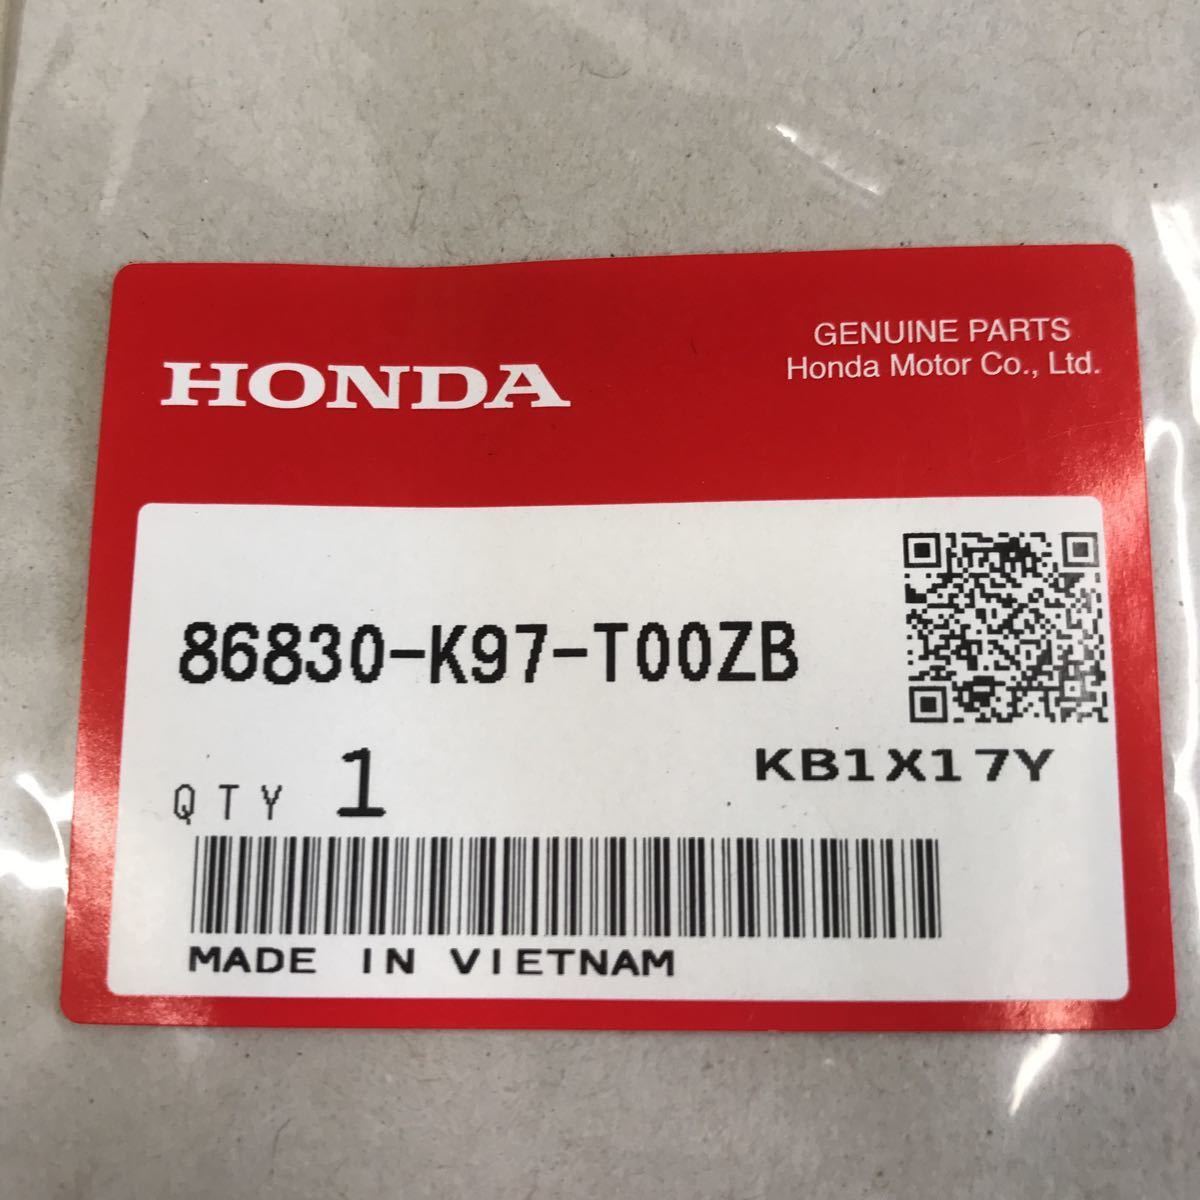 HONDA
GENUINE PARTS
Honda Motor Co., Ltd.
86830-K97-T00ZB
QTY 1
KB1X17Y
MADE IN VIETNAM